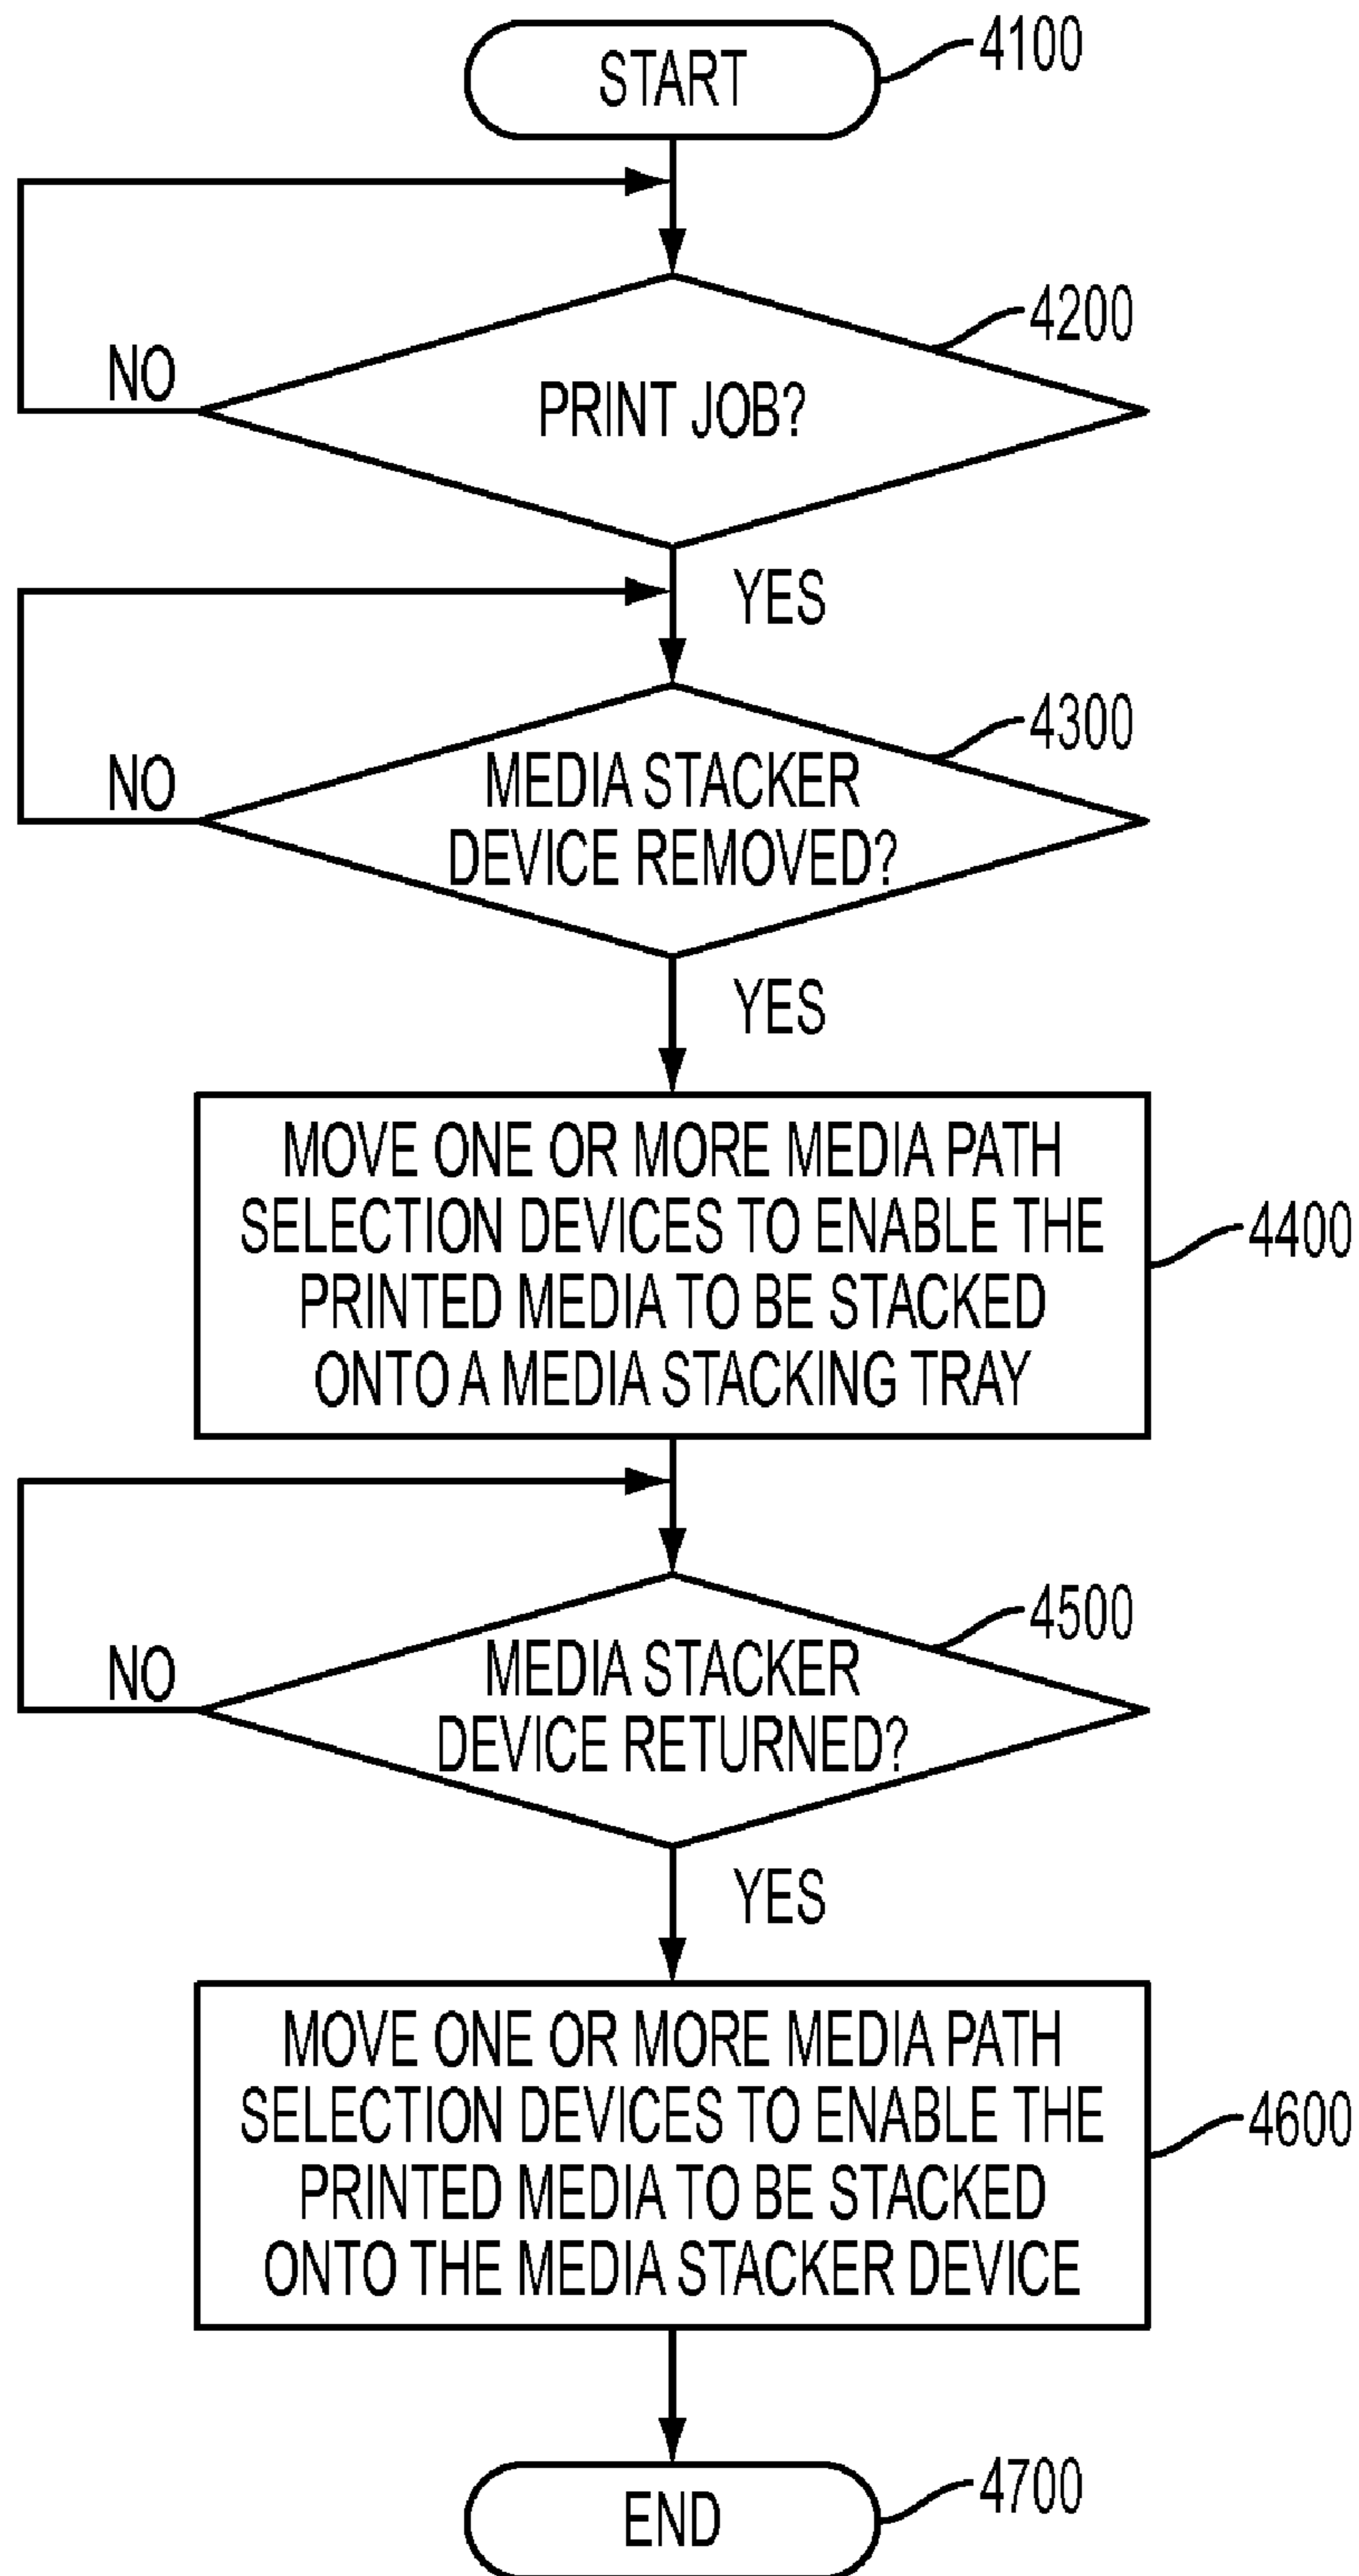 START
4100
4200
NO
PRINT JOB?
YES
4300
NO
MEDIA STACKER
DEVICE REMOVED?
YES
MOVE ONE OR MORE MEDIA PATH
SELECTION DEVICES TO ENABLE THE
PRINTED MEDIA TO BE STACKED
ONTO A MEDIA STACKING TRAY
4400
4500
NO
MEDIA STACKER
DEVICE RETURNED?
YES
MOVE ONE OR MORE MEDIA PATH
SELECTION DEVICES TO ENABLE THE
PRINTED MEDIA TO BE STACKED
ONTO THE MEDIA STACKER DEVICE
4600
END
4700